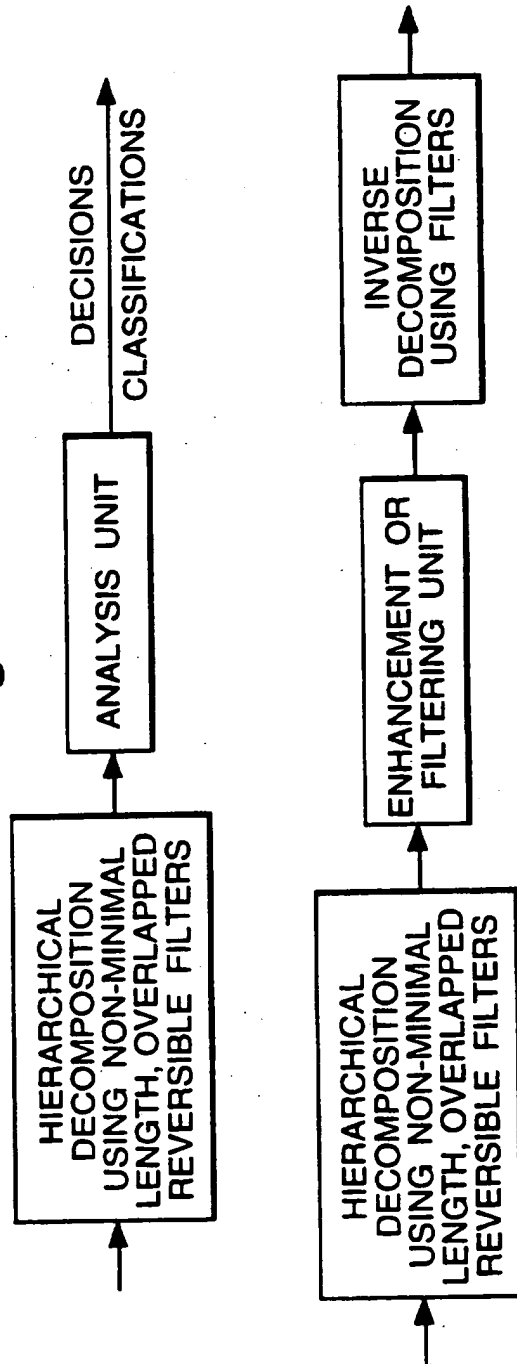 HIERARCHICAL
DECOMPOSITION
USING NON-MINIMAL
LENGTH, OVERLAPPED
REVERSIBLE FILTERS
ANALYSIS UNIT
DECISIONS
CLASSIFICATIONS
HIERARCHICAL
DECOMPOSITION
USING NON-MINIMAL
LENGTH, OVERLAPPED
REVERSIBLE FILTERS
ENHANCEMENT OR
FILTERING UNIT
INVERSE
DECOMPOSITION
USING FILTERS